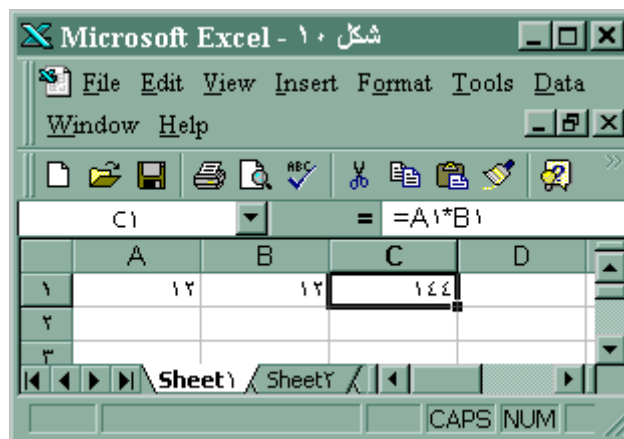 Microsoft Excel - شكل ١٠
File Edit View Insert Format Tools Data
Window Help
ABC
C١ = =A١*B١
A B C D
١ ١٢ ١٢ ١٤٤
٢
٣
Sheet١ Sheet٢
CAPS NUM